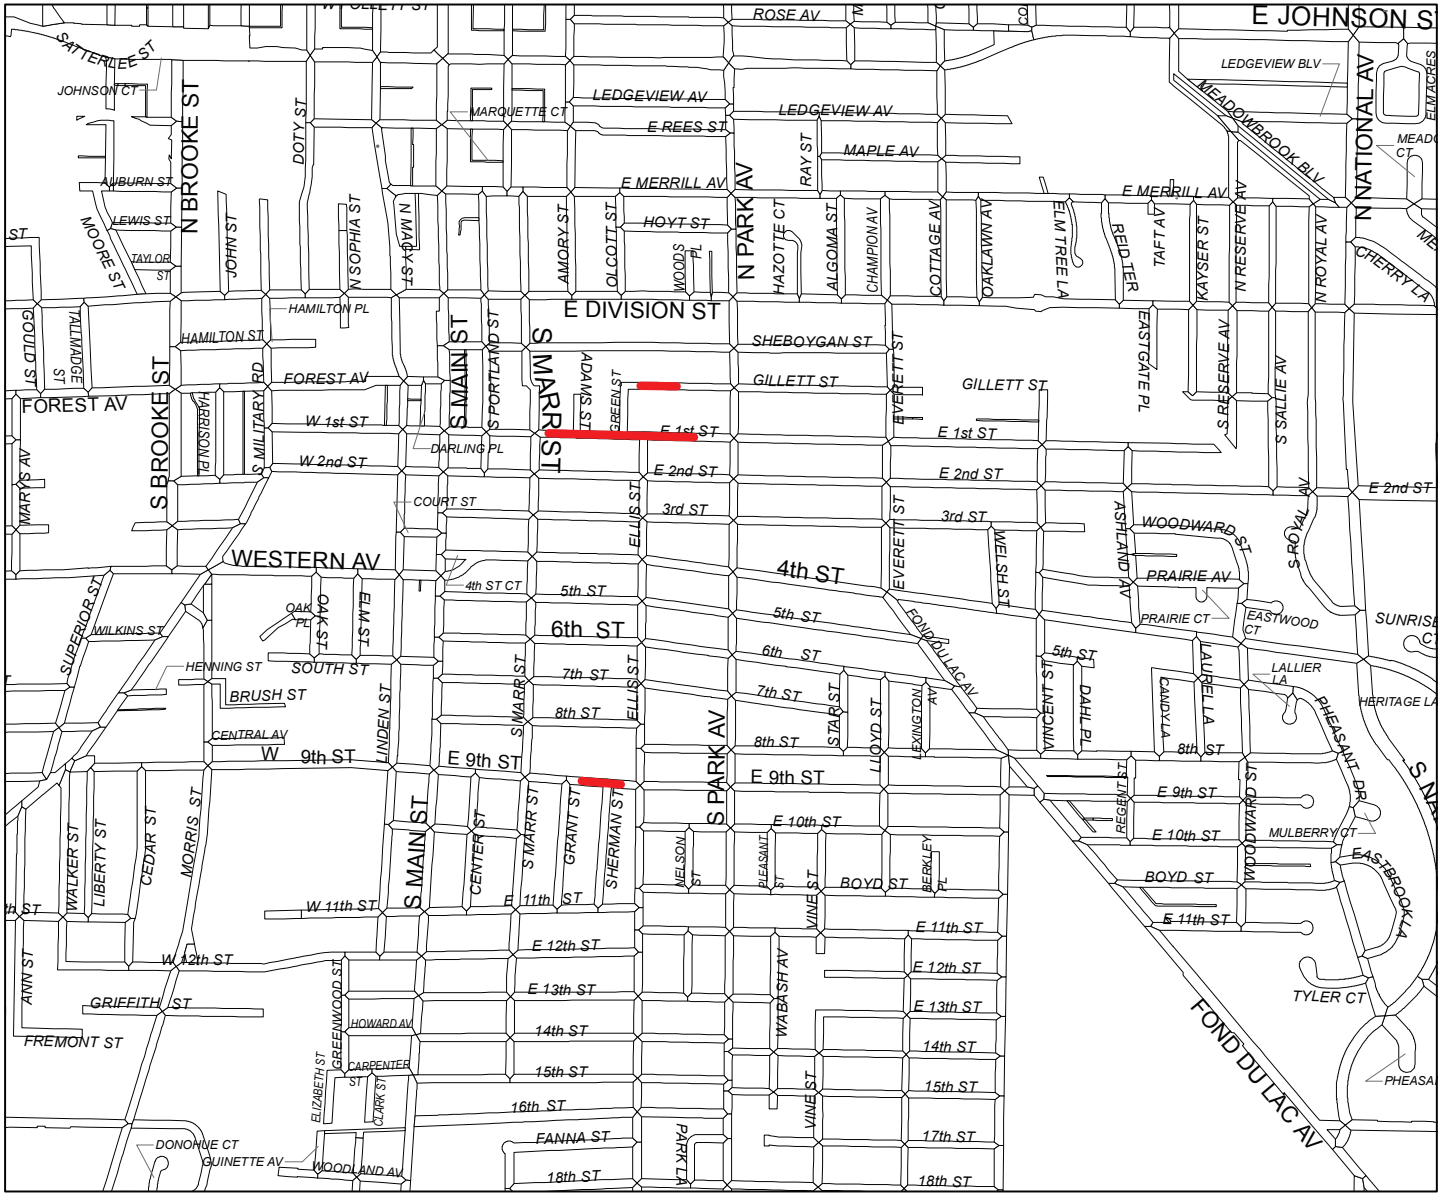 W FOLLETT ST
ROSE AV
E JOHNSON S
SATTERLEE ST
JOHNSON CT
LEDGEVIEW BLV
ELM ACRES
N BROOKE ST
DOTY ST
MARQUETTE CT
LEDGEVIEW AV
LEDGEVIEW AV
E REES ST
MEADOWBROOK BLV
N NATIONAL AV
MEADO
CT
RAY ST
MAPLE AV
AUBURN ST
E MERRILL AV
N PARK AV
E MERRILL AV
LEWIS ST
MOORE ST
TAYLOR
ST
ST
JOHN ST
N SOPHIA ST
N MACY ST
AMORY ST
OLCOTT ST
HOYT ST
WOODS
PL
HAZOTTE CT
ALGOMA ST
CHAMPION AV
COTTAGE AV
OAKLAWN AV
ELM TREE LA
REID TER
TAFT AV
KAYSER ST
N RESERVE AV
N ROYAL AV
CHERRY LA
ME
GOULD ST
TALLMADGE
ST
HAMILTON PL
HAMILTON ST
E DIVISION ST
S MAIN ST
S PORTLAND ST
S MARR ST
SHEBOYGAN ST
EVERETT ST
EASTGATE PL
S RESERVE AV
S SALLIE AV
FOREST AV
FOREST AV
S BROOKE ST
HARRISON PL
S MILITARY RD
ADAMS ST
GREEN ST
GILLETT ST
GILLETT ST
W 1st ST
E 1st ST
E 1st ST
DARLING PL
W 2nd ST
E 2nd ST
E 2nd ST
E 2nd ST
MARYS AV
COURT ST
ELLIS ST
3rd ST
3rd ST
EVERETT ST
WELSH ST
ASHLAND AV
WOODWARD ST
S ROYAL AV
WESTERN AV
4th ST CT
4th ST
PRAIRIE AV
PRAIRIE CT
EASTWOOD
CT
SUNRISE
CT
SUPERIOR ST
WILKINS ST
OAK
PL
OAK ST
ELM ST
5th ST
5th ST
6th ST
6th ST
FOND DU LAC AV
5th ST
HENNING ST
SOUTH ST
BRUSH ST
LINDEN ST
S MARR ST
7th ST
ELLIS ST
7th ST
STAR ST
LLOYD ST
LEXINGTON
AV
VINCENT ST
DAHL PL
CANDY LA
LAUREL LA
LALLIER
LA
PHEASANT DR
HERITAGE LA
CENTRAL AV
8th ST
8th ST
8th ST
W 9th ST
E 9th ST
S PARK AV
E 9th ST
REGENT ST
E 9th ST
WOODWARD ST
S NA
WALKER ST
LIBERTY ST
CEDAR ST
MORRIS ST
S MAIN ST
CENTER ST
S MARR ST
GRANT ST
SHERMAN ST
E 10th ST
E 10th ST
MULBERRY CT
NELSON
ST
PLEASANT
ST
VINE ST
BOYD ST
BERKLEY
PL
BOYD ST
EASTBROOK LA
th ST
W 11th ST
E 11th ST
E 11th ST
E 11th ST
ANN ST
W 12th ST
E 12th ST
E 12th ST
WABASH AV
GREENWOOD ST
E 13th ST
E 13th ST
TYLER CT
GRIFFITH ST
HOWARD AV
FREMONT ST
14th ST
14th ST
FOND DU LAC AV
ELIZABETH ST
CARPENTER
ST
CLARK ST
15th ST
15th ST
VINE ST
PHEASA
16th ST
DONOHUE CT
GUINETTE AV
WOODLAND AV
FANNA ST
PARK LA
17th ST
18th ST
18th ST